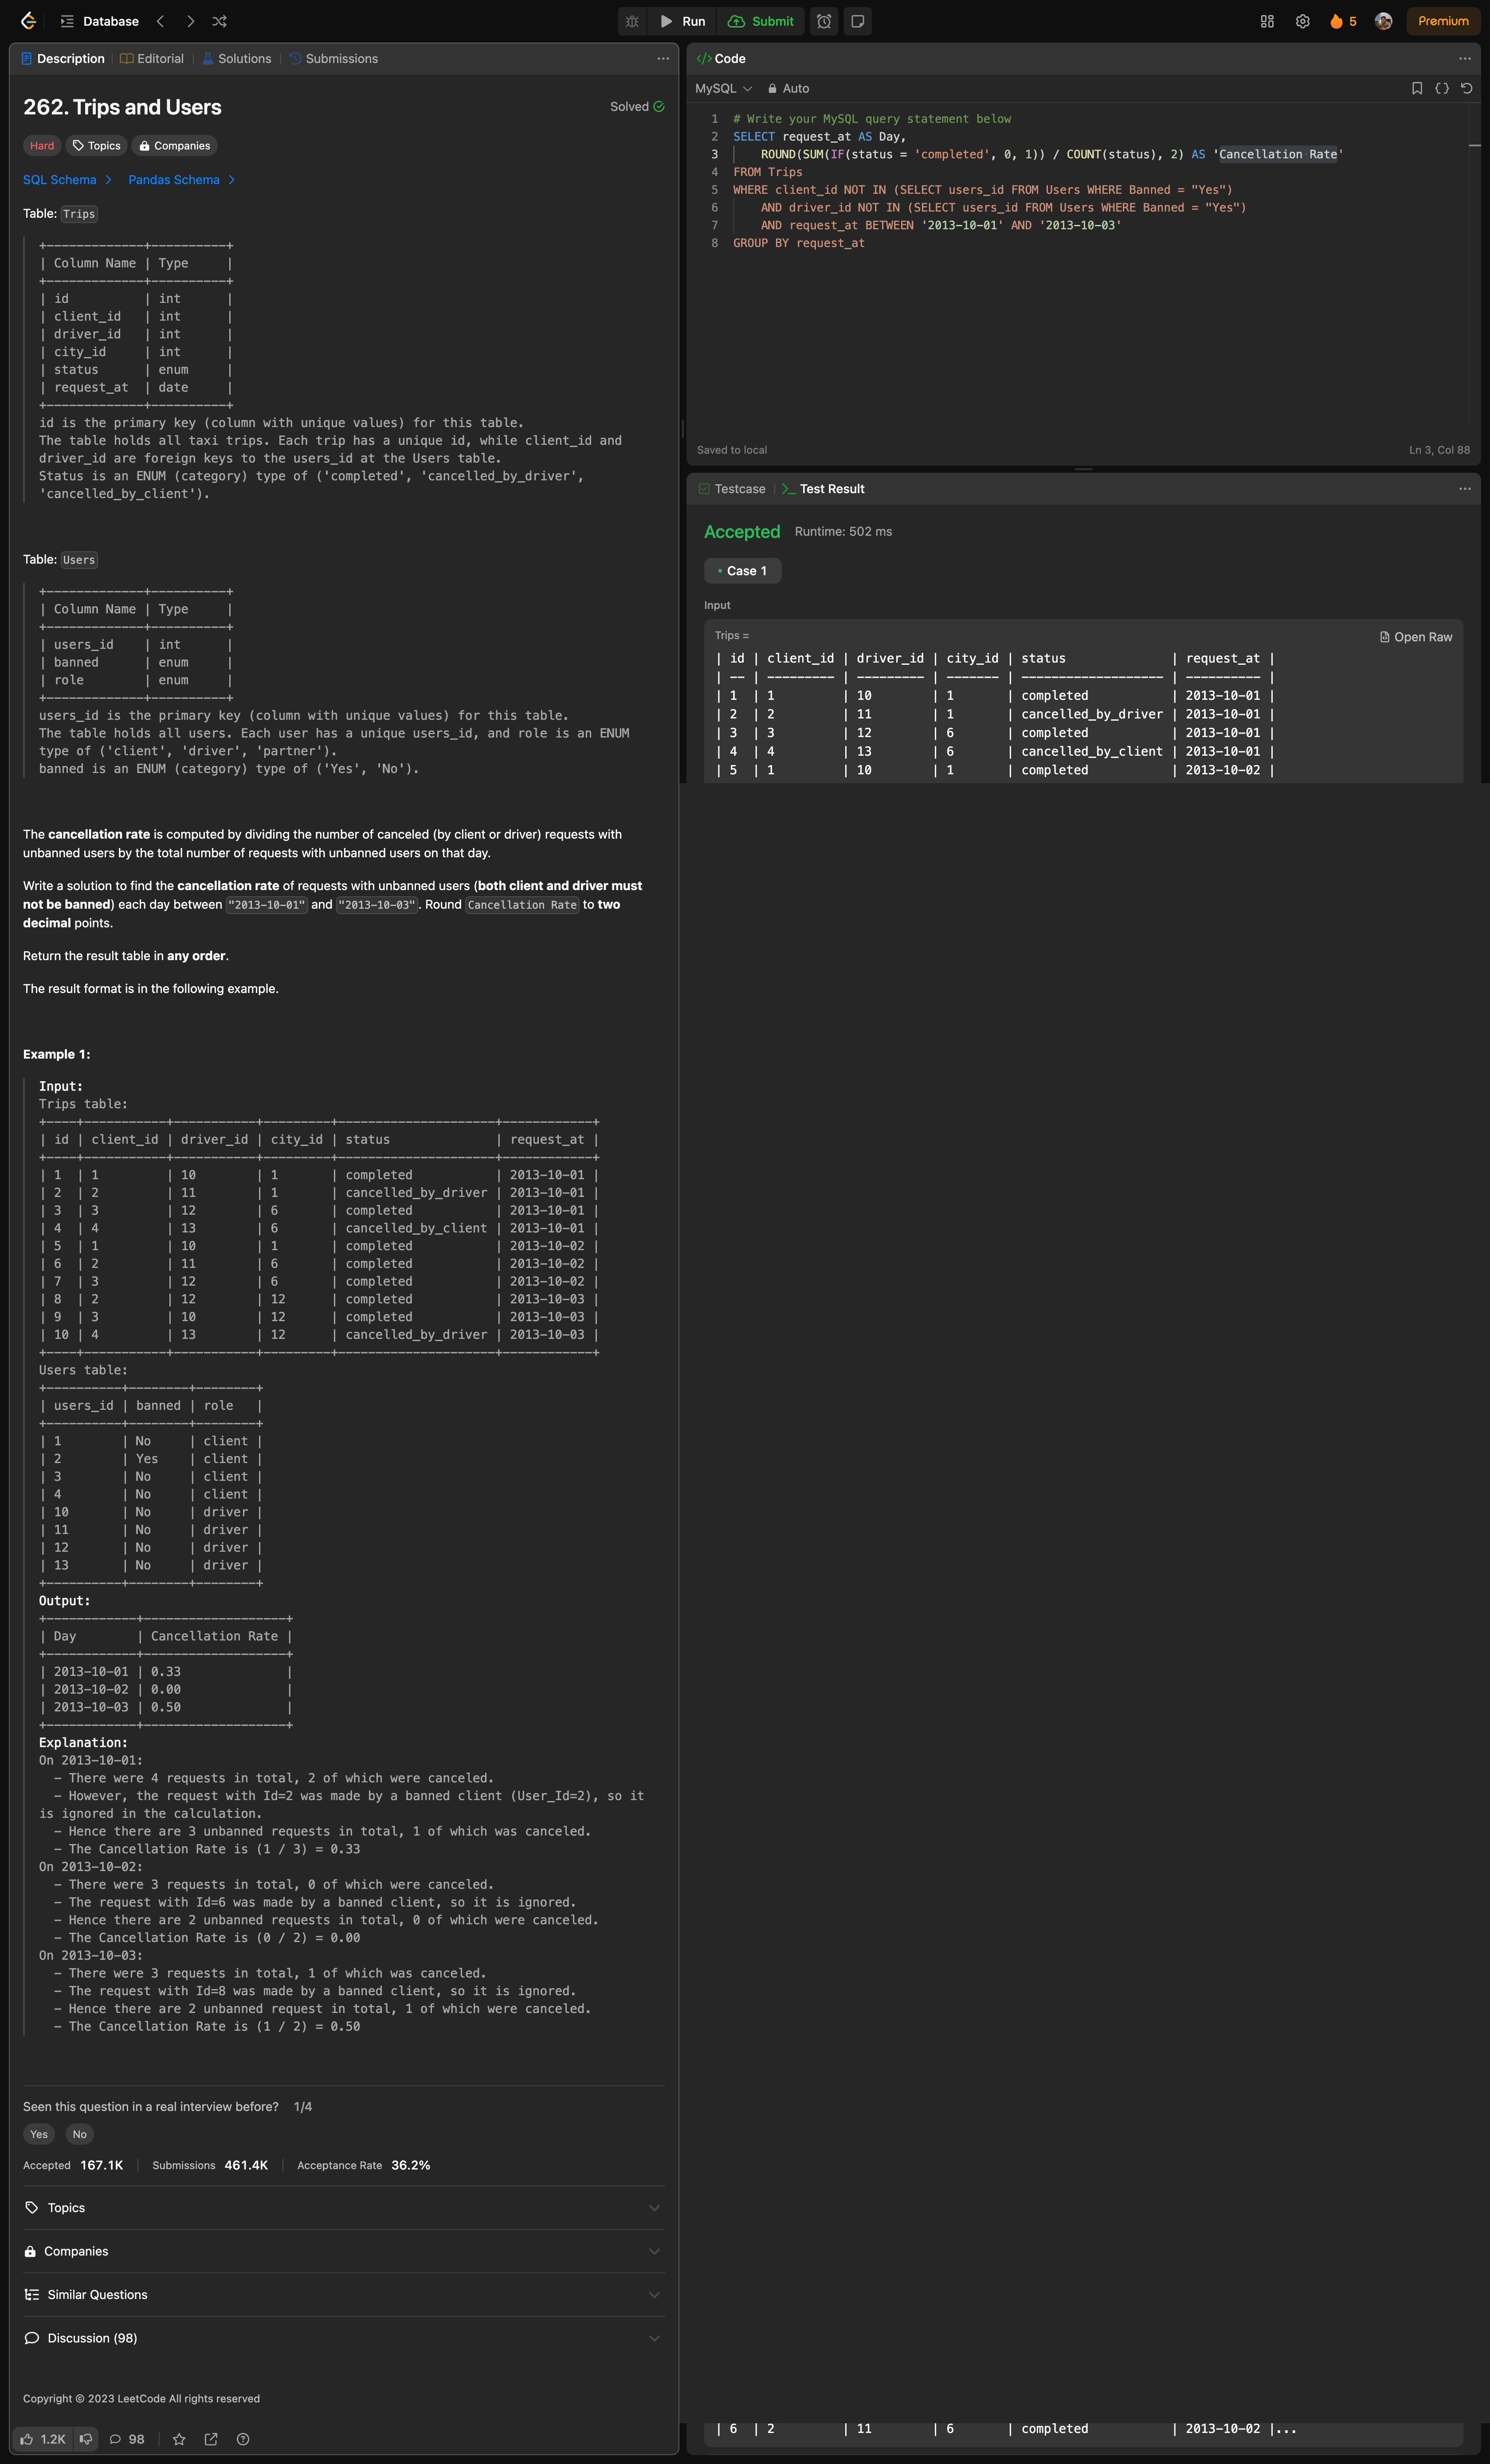 Database
Run
Submit
5
Premium
Description
Editorial
Solutions
Submissions
262. Trips and Users
Solved
Hard
Topics
Companies
SQL Schema
Pandas Schema
Table: Trips
+-------------+----------+
| Column Name | Type     |
+-------------+----------+
| id          | int      |
| client_id   | int      |
| driver_id   | int      |
| city_id     | int      |
| status      | enum     |
| request_at  | date     |
+-------------+----------+
id is the primary key (column with unique values) for this table.
The table holds all taxi trips. Each trip has a unique id, while client_id and
driver_id are foreign keys to the users_id at the Users table.
Status is an ENUM (category) type of ('completed', 'cancelled_by_driver',
'cancelled_by_client').
Table: Users
+-------------+----------+
| Column Name | Type     |
+-------------+----------+
| users_id    | int      |
| banned      | enum     |
| role        | enum     |
+-------------+----------+
users_id is the primary key (column with unique values) for this table.
The table holds all users. Each user has a unique users_id, and role is an ENUM
type of ('client', 'driver', 'partner').
banned is an ENUM (category) type of ('Yes', 'No').
The cancellation rate is computed by dividing the number of canceled (by client or driver) requests with
unbanned users by the total number of requests with unbanned users on that day.
Write a solution to find the cancellation rate of requests with unbanned users (both client and driver must
not be banned) each day between "2013-10-01" and "2013-10-03". Round Cancellation Rate to two
decimal points.
Return the result table in any order.
The result format is in the following example.
Example 1:
Input:
Trips table:
+----+-----------+-----------+---------+---------------------+------------+
| id | client_id | driver_id | city_id | status              | request_at |
+----+-----------+-----------+---------+---------------------+------------+
| 1  | 1         | 10        | 1       | completed           | 2013-10-01 |
| 2  | 2         | 11        | 1       | cancelled_by_driver | 2013-10-01 |
| 3  | 3         | 12        | 6       | completed           | 2013-10-01 |
| 4  | 4         | 13        | 6       | cancelled_by_client | 2013-10-01 |
| 5  | 1         | 10        | 1       | completed           | 2013-10-02 |
| 6  | 2         | 11        | 6       | completed           | 2013-10-02 |
| 7  | 3         | 12        | 6       | completed           | 2013-10-02 |
| 8  | 2         | 12        | 12      | completed           | 2013-10-03 |
| 9  | 3         | 10        | 12      | completed           | 2013-10-03 |
| 10 | 4         | 13        | 12      | cancelled_by_driver | 2013-10-03 |
+----+-----------+-----------+---------+---------------------+------------+
Users table:
+----------+--------+--------+
| users_id | banned | role   |
+----------+--------+--------+
| 1        | No     | client |
| 2        | Yes    | client |
| 3        | No     | client |
| 4        | No     | client |
| 10       | No     | driver |
| 11       | No     | driver |
| 12       | No     | driver |
| 13       | No     | driver |
+----------+--------+--------+
Output:
+------------+-------------------+
| Day        | Cancellation Rate |
+------------+-------------------+
| 2013-10-01 | 0.33              |
| 2013-10-02 | 0.00              |
| 2013-10-03 | 0.50              |
+------------+-------------------+
Explanation:
On 2013-10-01:
  - There were 4 requests in total, 2 of which were canceled.
  - However, the request with Id=2 was made by a banned client (User_Id=2), so it
is ignored in the calculation.
  - Hence there are 3 unbanned requests in total, 1 of which was canceled.
  - The Cancellation Rate is (1 / 3) = 0.33
On 2013-10-02:
  - There were 3 requests in total, 0 of which were canceled.
  - The request with Id=6 was made by a banned client, so it is ignored.
  - Hence there are 2 unbanned requests in total, 0 of which were canceled.
  - The Cancellation Rate is (0 / 2) = 0.00
On 2013-10-03:
  - There were 3 requests in total, 1 of which was canceled.
  - The request with Id=8 was made by a banned client, so it is ignored.
  - Hence there are 2 unbanned request in total, 1 of which were canceled.
  - The Cancellation Rate is (1 / 2) = 0.50
Seen this question in a real interview before? 1/4
Yes
No
Accepted 167.1K
Submissions 461.4K
Acceptance Rate 36.2%
Topics
Companies
Similar Questions
Discussion (98)
Copyright © 2023 LeetCode All rights reserved
1.2K
98
</> Code
MySQL
Auto
1 # Write your MySQL query statement below
2 SELECT request_at AS Day,
3     ROUND(SUM(IF(status = 'completed', 0, 1)) / COUNT(status), 2) AS 'Cancellation Rate'
4 FROM Trips
5 WHERE client_id NOT IN (SELECT users_id FROM Users WHERE Banned = "Yes")
6     AND driver_id NOT IN (SELECT users_id FROM Users WHERE Banned = "Yes")
7     AND request_at BETWEEN '2013-10-01' AND '2013-10-03'
8 GROUP BY request_at
Saved to local
Ln 3, Col 88
Testcase
>_ Test Result
Accepted
Runtime: 502 ms
• Case 1
Input
Trips =
Open Raw
| id | client_id | driver_id | city_id | status              | request_at |
| -- | --------- | --------- | ------- | ------------------- | ---------- |
| 1  | 1         | 10        | 1       | completed           | 2013-10-01 |
| 2  | 2         | 11        | 1       | cancelled_by_driver | 2013-10-01 |
| 3  | 3         | 12        | 6       | completed           | 2013-10-01 |
| 4  | 4         | 13        | 6       | cancelled_by_client | 2013-10-01 |
| 5  | 1         | 10        | 1       | completed           | 2013-10-02 |
| 6  | 2         | 11        | 6       | completed           | 2013-10-02 |...